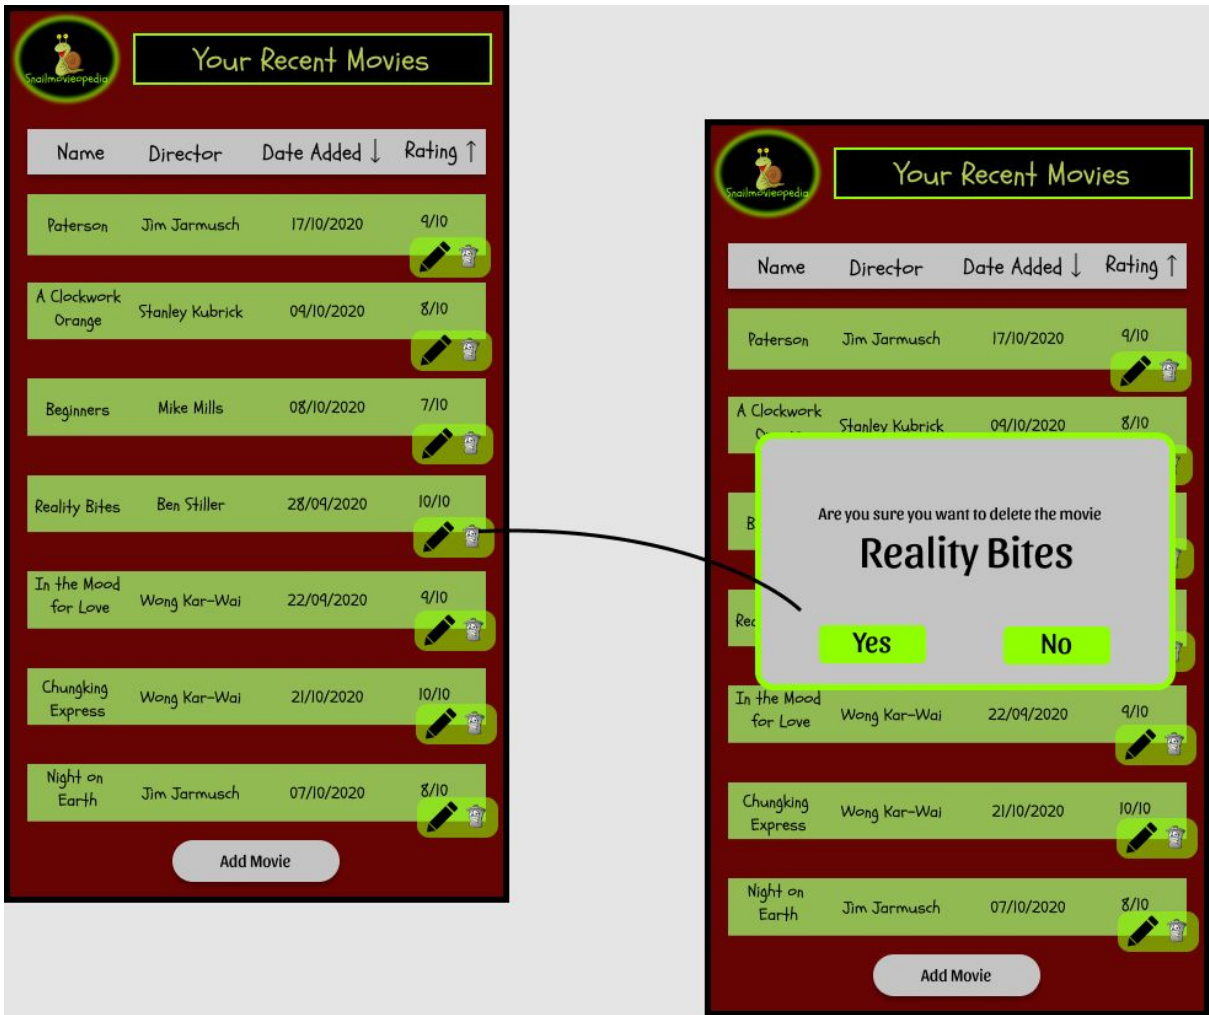 Snailmovieopedia
Your Recent Movies
Name Director Date Added ↓ Rating ↑
Paterson Jim Jarmusch 17/10/2020 9/10
A Clockwork
Orange Stanley Kubrick 09/10/2020 8/10
Beginners Mike Mills 08/10/2020 7/10
Reality Bites Ben Stiller 28/09/2020 10/10
In the Mood
for Love Wong Kar-Wai 22/09/2020 9/10
Chungking
Express Wong Kar-Wai 21/10/2020 10/10
Night on
Earth Jim Jarmusch 07/10/2020 8/10
Add Movie
Snailmovieopedia
Your Recent Movies
Name Director Date Added ↓ Rating ↑
Paterson Jim Jarmusch 17/10/2020 9/10
A Clockwork
Stanley Kubrick 09/10/2020 8/10
Are you sure you want to delete the movie
Reality Bites
Yes No
In the Mood
for Love Wong Kar-Wai 22/09/2020 9/10
Chungking
Express Wong Kar-Wai 21/10/2020 10/10
Night on
Earth Jim Jarmusch 07/10/2020 8/10
Add Movie